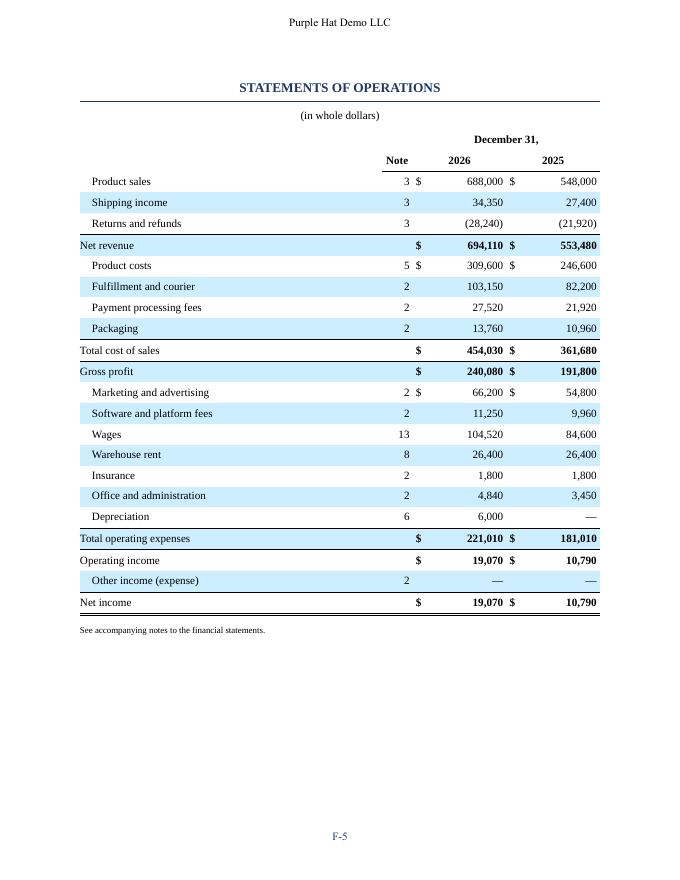 Purple Hat Demo LLC
STATEMENTS OF OPERATIONS
(in whole dollars)
December 31,
Note 2026 2025
Product sales 3 $ 688,000 $ 548,000
Shipping income 3 34,350 27,400
Returns and refunds 3 (28,240) (21,920)
Net revenue $ 694,110 $ 553,480
Product costs 5 $ 309,600 $ 246,600
Fulfillment and courier 2 103,150 82,200
Payment processing fees 2 27,520 21,920
Packaging 2 13,760 10,960
Total cost of sales $ 454,030 $ 361,680
Gross profit $ 240,080 $ 191,800
Marketing and advertising 2 $ 66,200 $ 54,800
Software and platform fees 2 11,250 9,960
Wages 13 104,520 84,600
Warehouse rent 8 26,400 26,400
Insurance 2 1,800 1,800
Office and administration 2 4,840 3,450
Depreciation 6 6,000 —
Total operating expenses $ 221,010 $ 181,010
Operating income $ 19,070 $ 10,790
Other income (expense) 2 — —
Net income $ 19,070 $ 10,790
See accompanying notes to the financial statements.
F-5